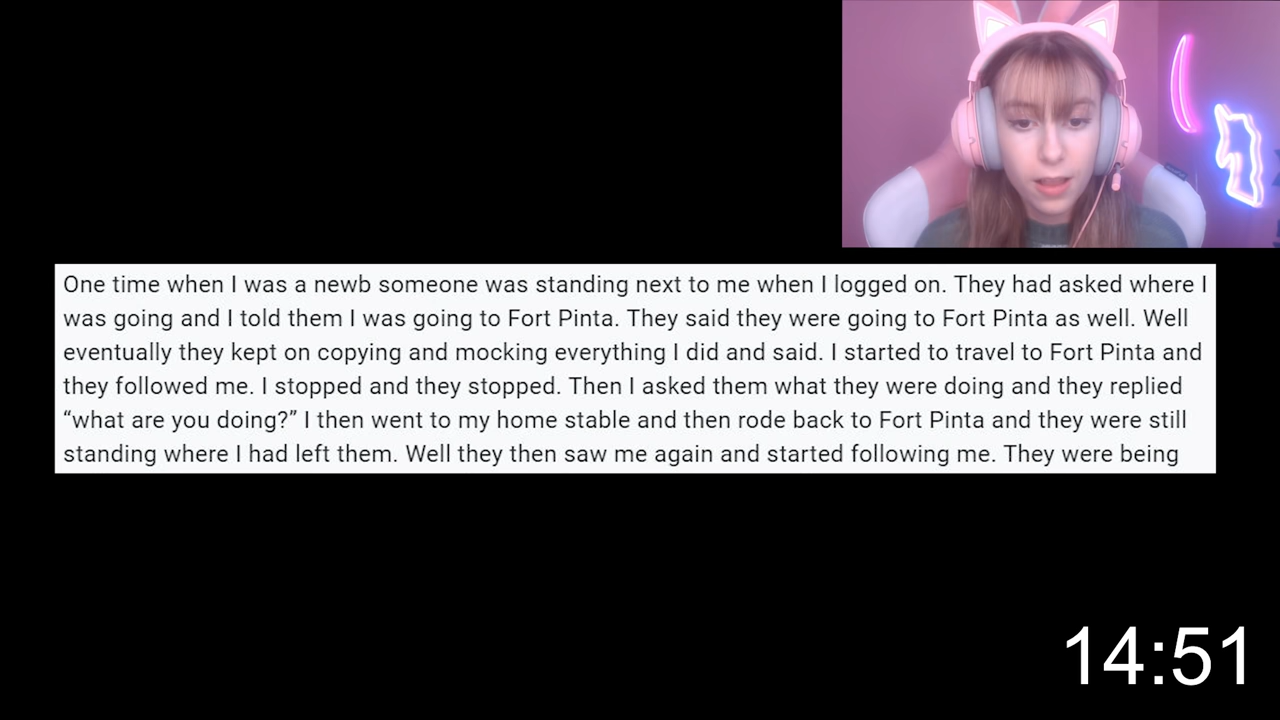 One time when I was a newb someone was standing next to me when I logged on. They had asked where I
was going and I told them I was going to Fort Pinta. They said they were going to Fort Pinta as well. Well
eventually they kept on copying and mocking everything I did and said. I started to travel to Fort Pinta and
they followed me. I stopped and they stopped. Then I asked them what they were doing and they replied
“what are you doing?” I then went to my home stable and then rode back to Fort Pinta and they were still
standing where I had left them. Well they then saw me again and started following me. They were being
14:51